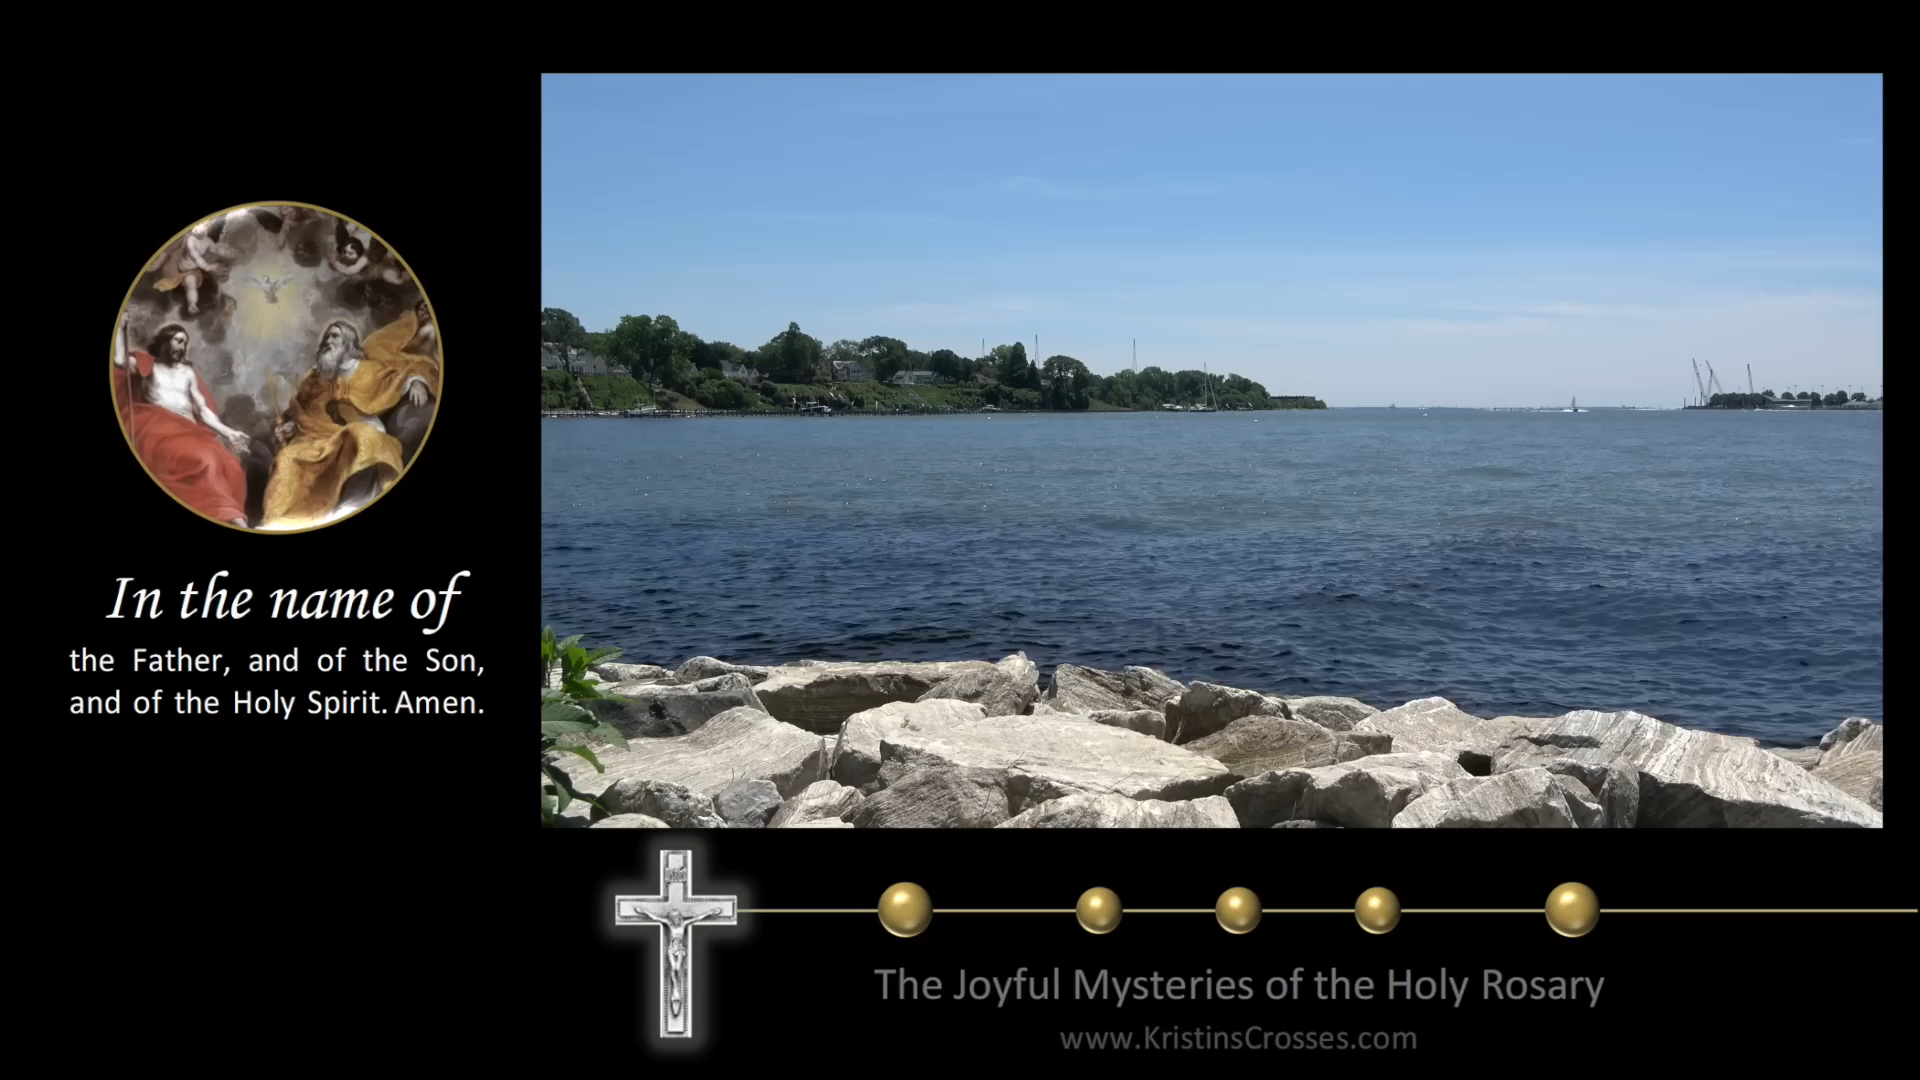 In the name of
the Father, and of the Son,
and of the Holy Spirit. Amen.
The Joyful Mysteries of the Holy Rosary
www.KristinsCrosses.com